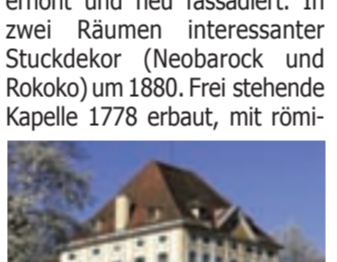 erhöht und neu fassadiert. In
zwei Räumen interessanter
Stuckdekor (Neobarock und
Rokoko) um 1880. Frei stehende
Kapelle 1778 erbaut, mit römi-